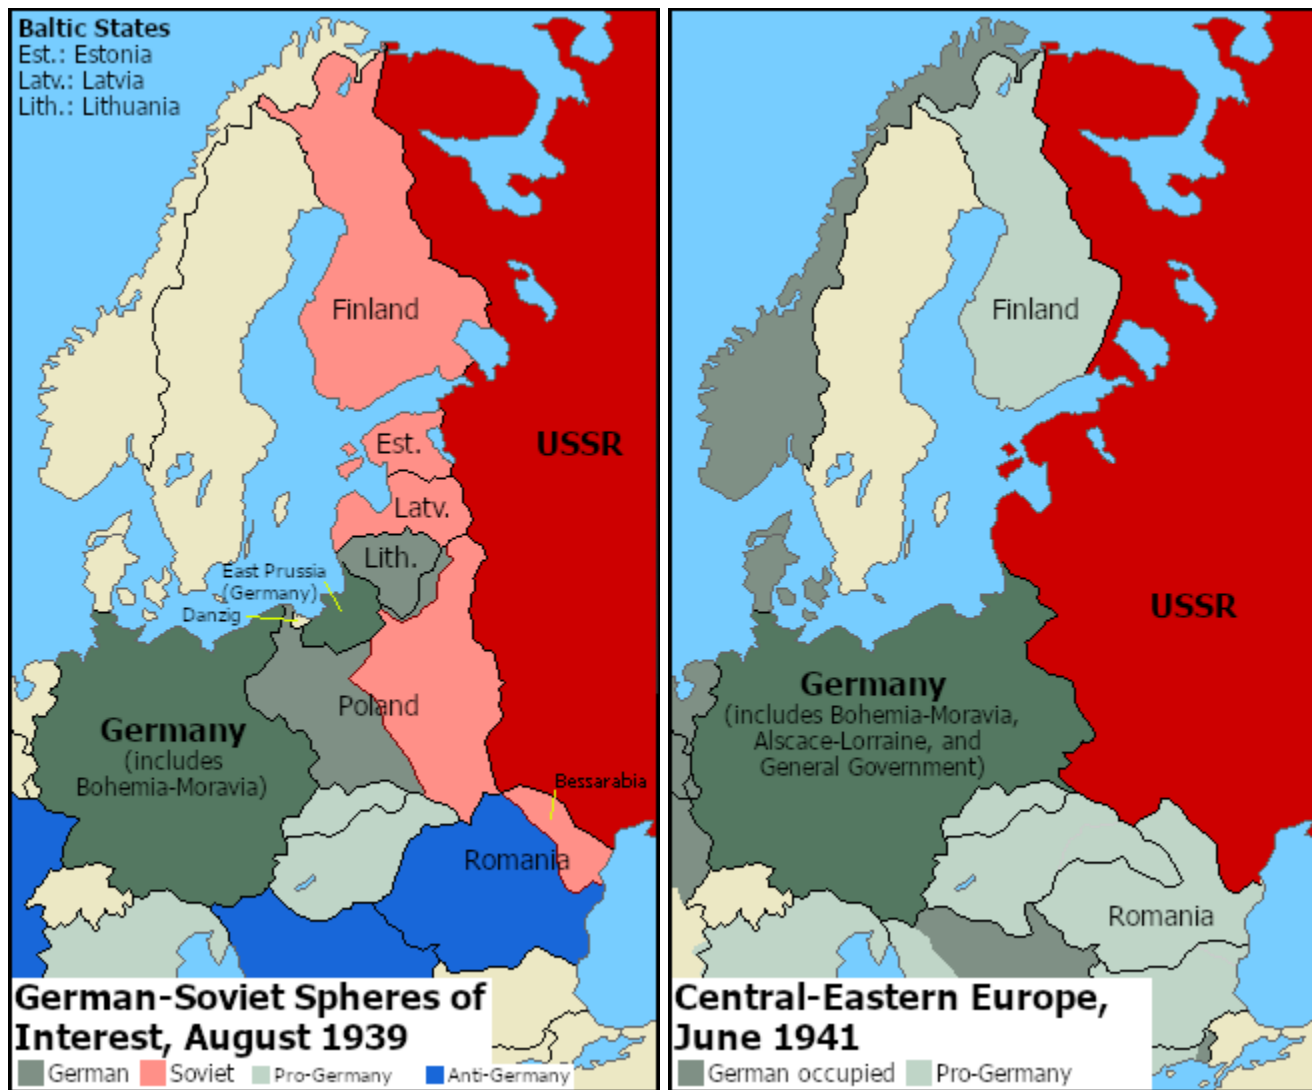 Baltic States
Est.: Estonia
Latv.: Latvia
Lith.: Lithuania
Finland
USSR
Est.
Latv.
Lith.
East Prussia
(Germany)
Danzig
Poland
Germany
(includes
Bohemia-Moravia)
Bessarabia
Romania
German-Soviet Spheres of
Interest, August 1939
German Soviet Pro-Germany Anti-Germany
Finland
USSR
Germany
(includes Bohemia-Moravia,
Alscace-Lorraine, and
General Government)
Romania
Central-Eastern Europe,
June 1941
German occupied Pro-Germany